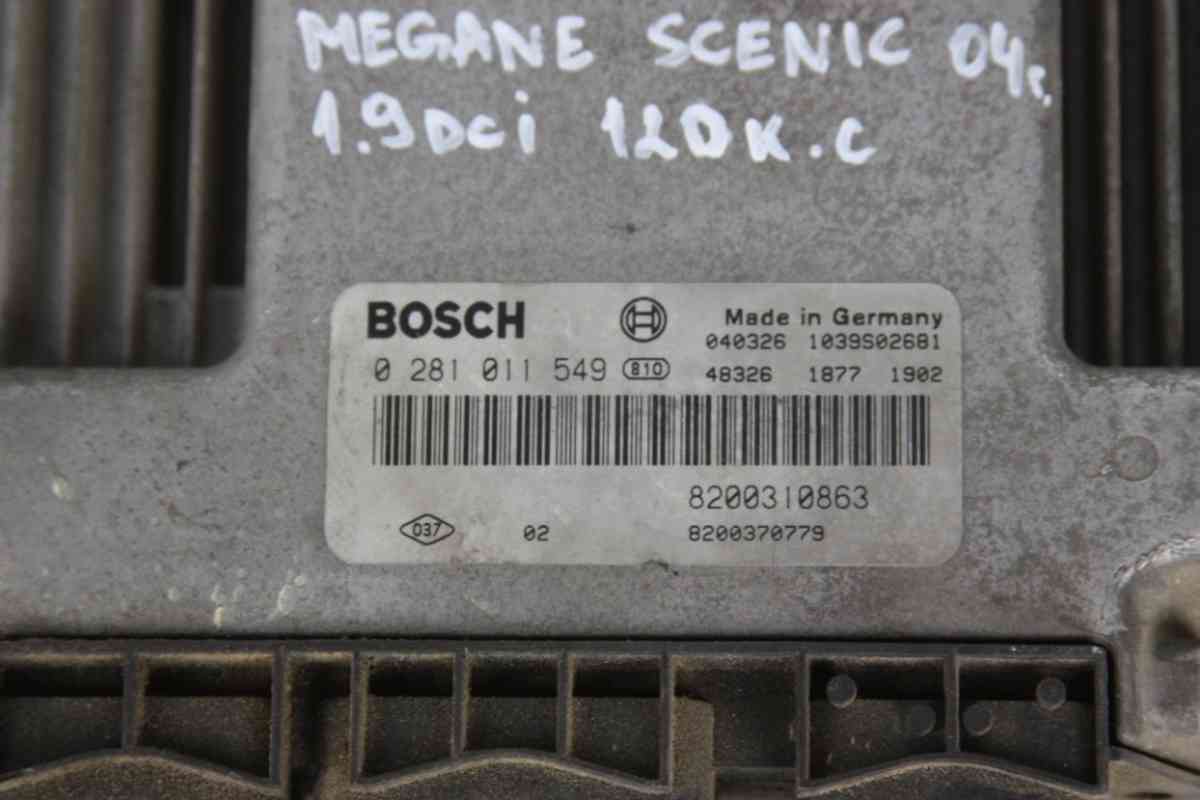 MEGANE SCENIC 04г.
1.9DCi 120к.с
BOSCH
Made in Germany
040326 1039S02681
0 281 011 549 810
48326 1877 1902
8200310863
037 02 8200370779